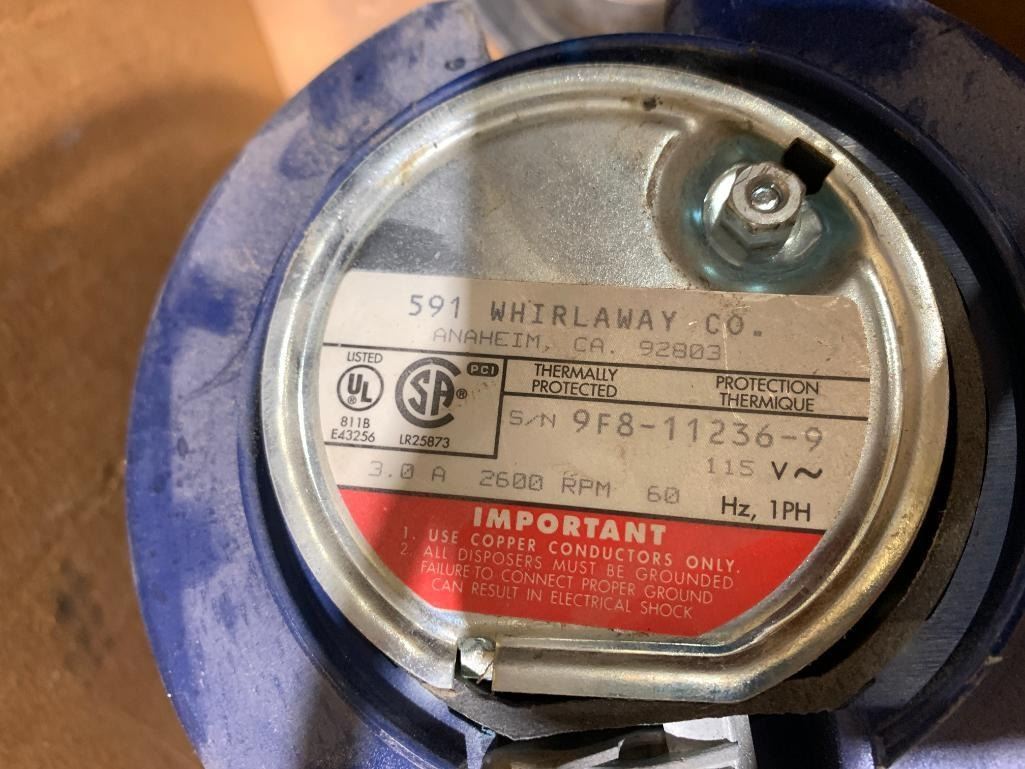 591 WHIRLAWAY CO.
ANAHEIM, CA. 92803
LISTED
UL
®
811B
E43256
SA
®
PCI
LR25873
THERMALLY
PROTECTED
PROTECTION
THERMIQUE
S/N 9F8-11236-9
115 V~
3.0 A 2600 RPM 60 Hz, 1PH
IMPORTANT
1. USE COPPER CONDUCTORS ONLY.
2. ALL DISPOSERS MUST BE GROUNDED
FAILURE TO CONNECT PROPER GROUND
CAN RESULT IN ELECTRICAL SHOCK